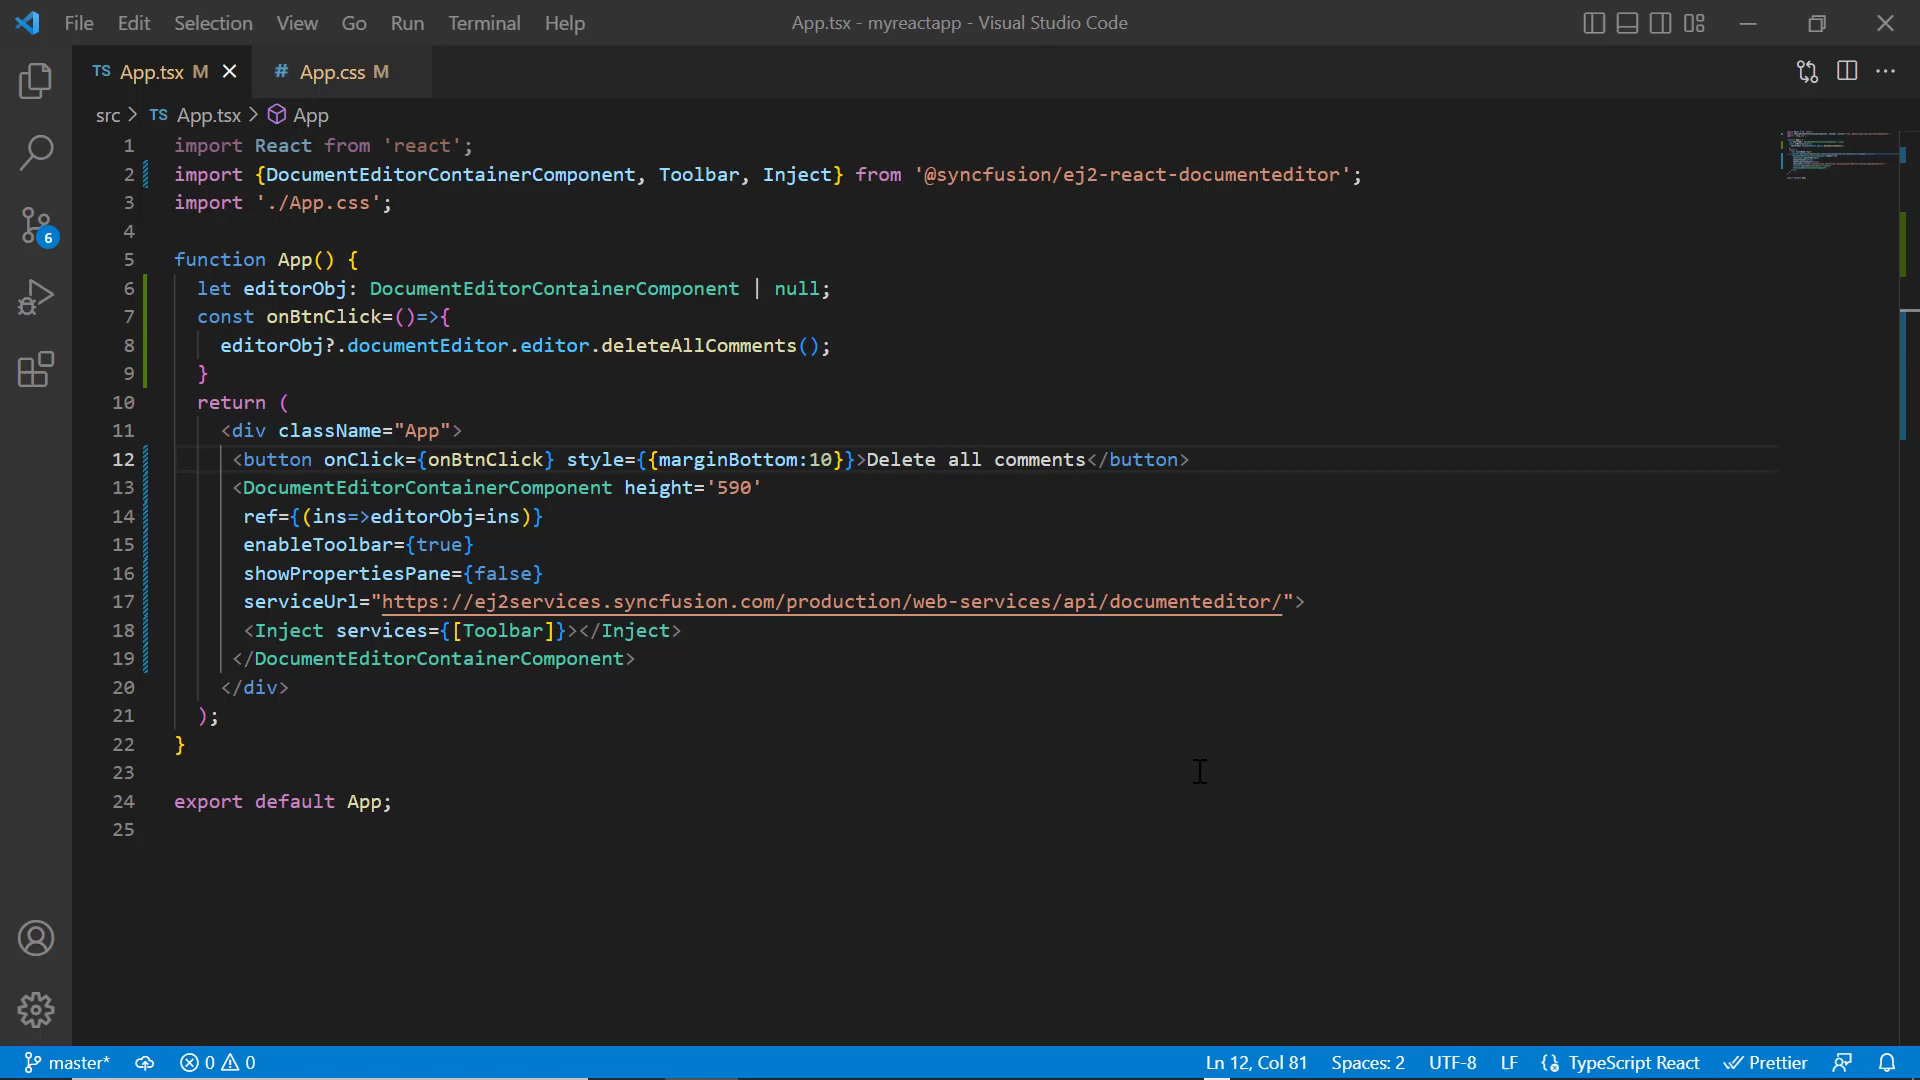 File Edit Selection View Go Run Terminal Help App.tsx - myreactapp - Visual Studio Code
TS App.tsx M # App.css M
src > TS App.tsx > App
1 import React from 'react';
2 import {DocumentEditorContainerComponent, Toolbar, Inject} from '@syncfusion/ej2-react-documenteditor';
3 import './App.css';
4
5 function App() {
6 let editorObj: DocumentEditorContainerComponent | null;
7 const onBtnClick=()=>{
8 editorObj?.documentEditor.editor.deleteAllComments();
9 }
10 return (
11 <div className="App">
12 <button onClick={onBtnClick} style={{marginBottom:10}}>Delete all comments</button>
13 <DocumentEditorContainerComponent height='590'
14 ref={(ins=>editorObj=ins)}
15 enableToolbar={true}
16 showPropertiesPane={false}
17 serviceUrl="https://ej2services.syncfusion.com/production/web-services/api/documenteditor/">
18 <Inject services={[Toolbar]}></Inject>
19 </DocumentEditorContainerComponent>
20 </div>
21 );
22 }
23
24 export default App;
25
6
master* 0 0 Ln 12, Col 81 Spaces: 2 UTF-8 LF {} TypeScript React Prettier